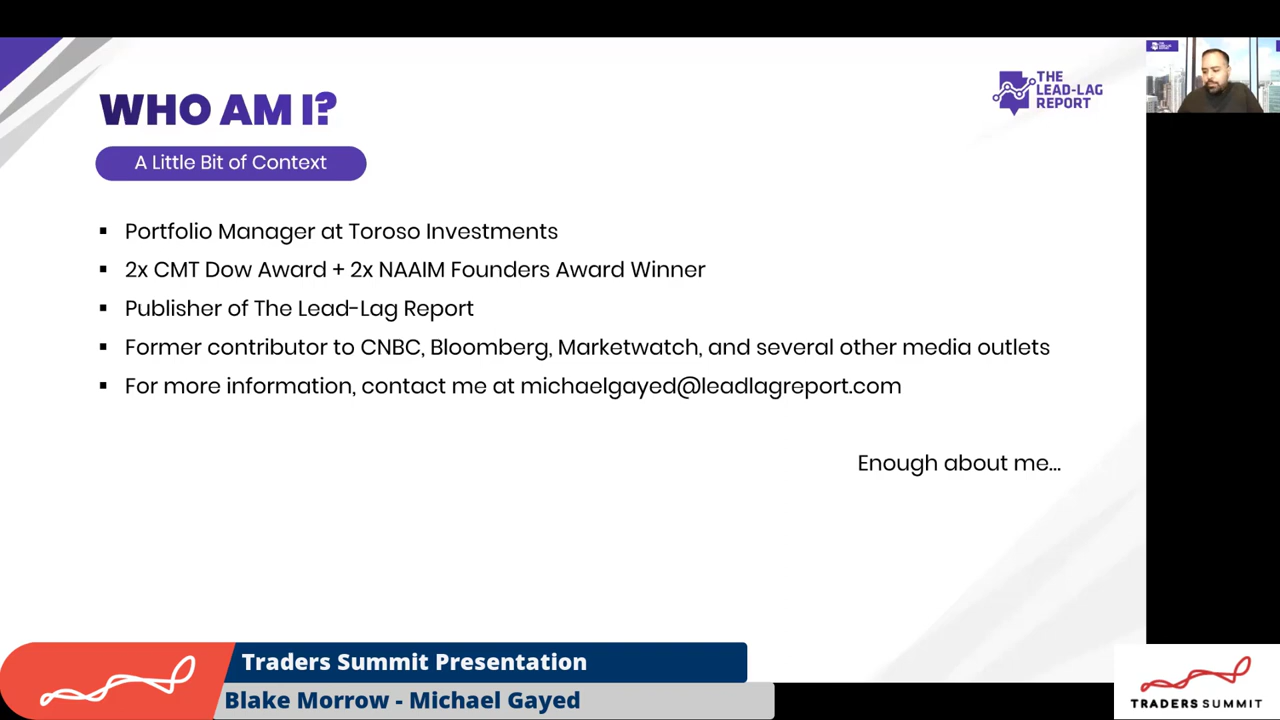 WHO AM I?
A Little Bit of Context
THE
LEAD-LAG
REPORT
Portfolio Manager at Toroso Investments
2x CMT Dow Award + 2x NAAIM Founders Award Winner
Publisher of The Lead-Lag Report
Former contributor to CNBC, Bloomberg, Marketwatch, and several other media outlets
For more information, contact me at michaelgayed@leadlagreport.com
Enough about me...
Traders Summit Presentation
Blake Morrow - Michael Gayed
TRADERS SUMMIT